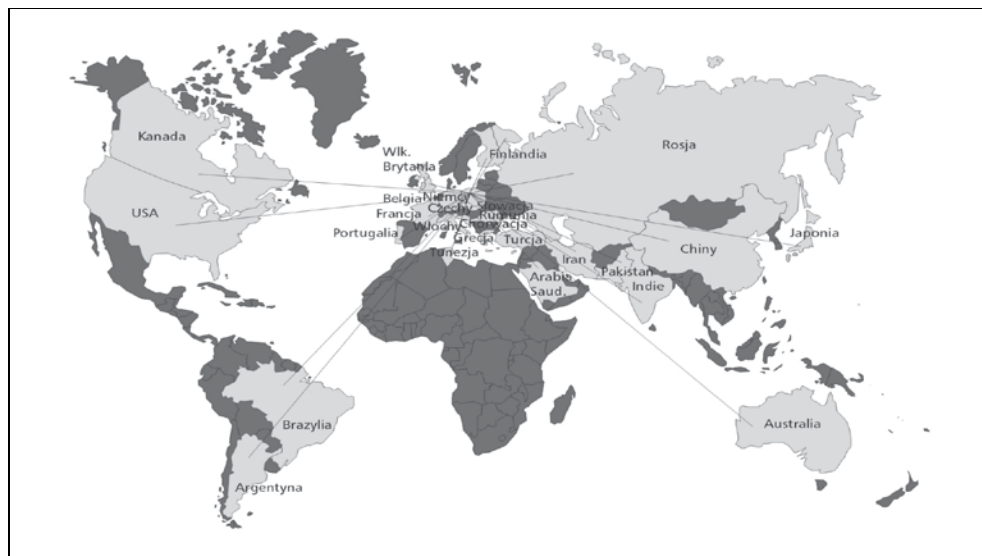 Kanada
USA
Brazylia
Argentyna
Wlk.
Brytania
Belgia
Francja
Portugalia
Niemcy
Czechy
Włochy
Tunezja
Finlandia
Słowacja
Rumunia
Chorwacja
Grecja
Turcja
Rosja
Iran
Arabia
Saud.
Pakistan
Indie
Chiny
Japonia
Australia